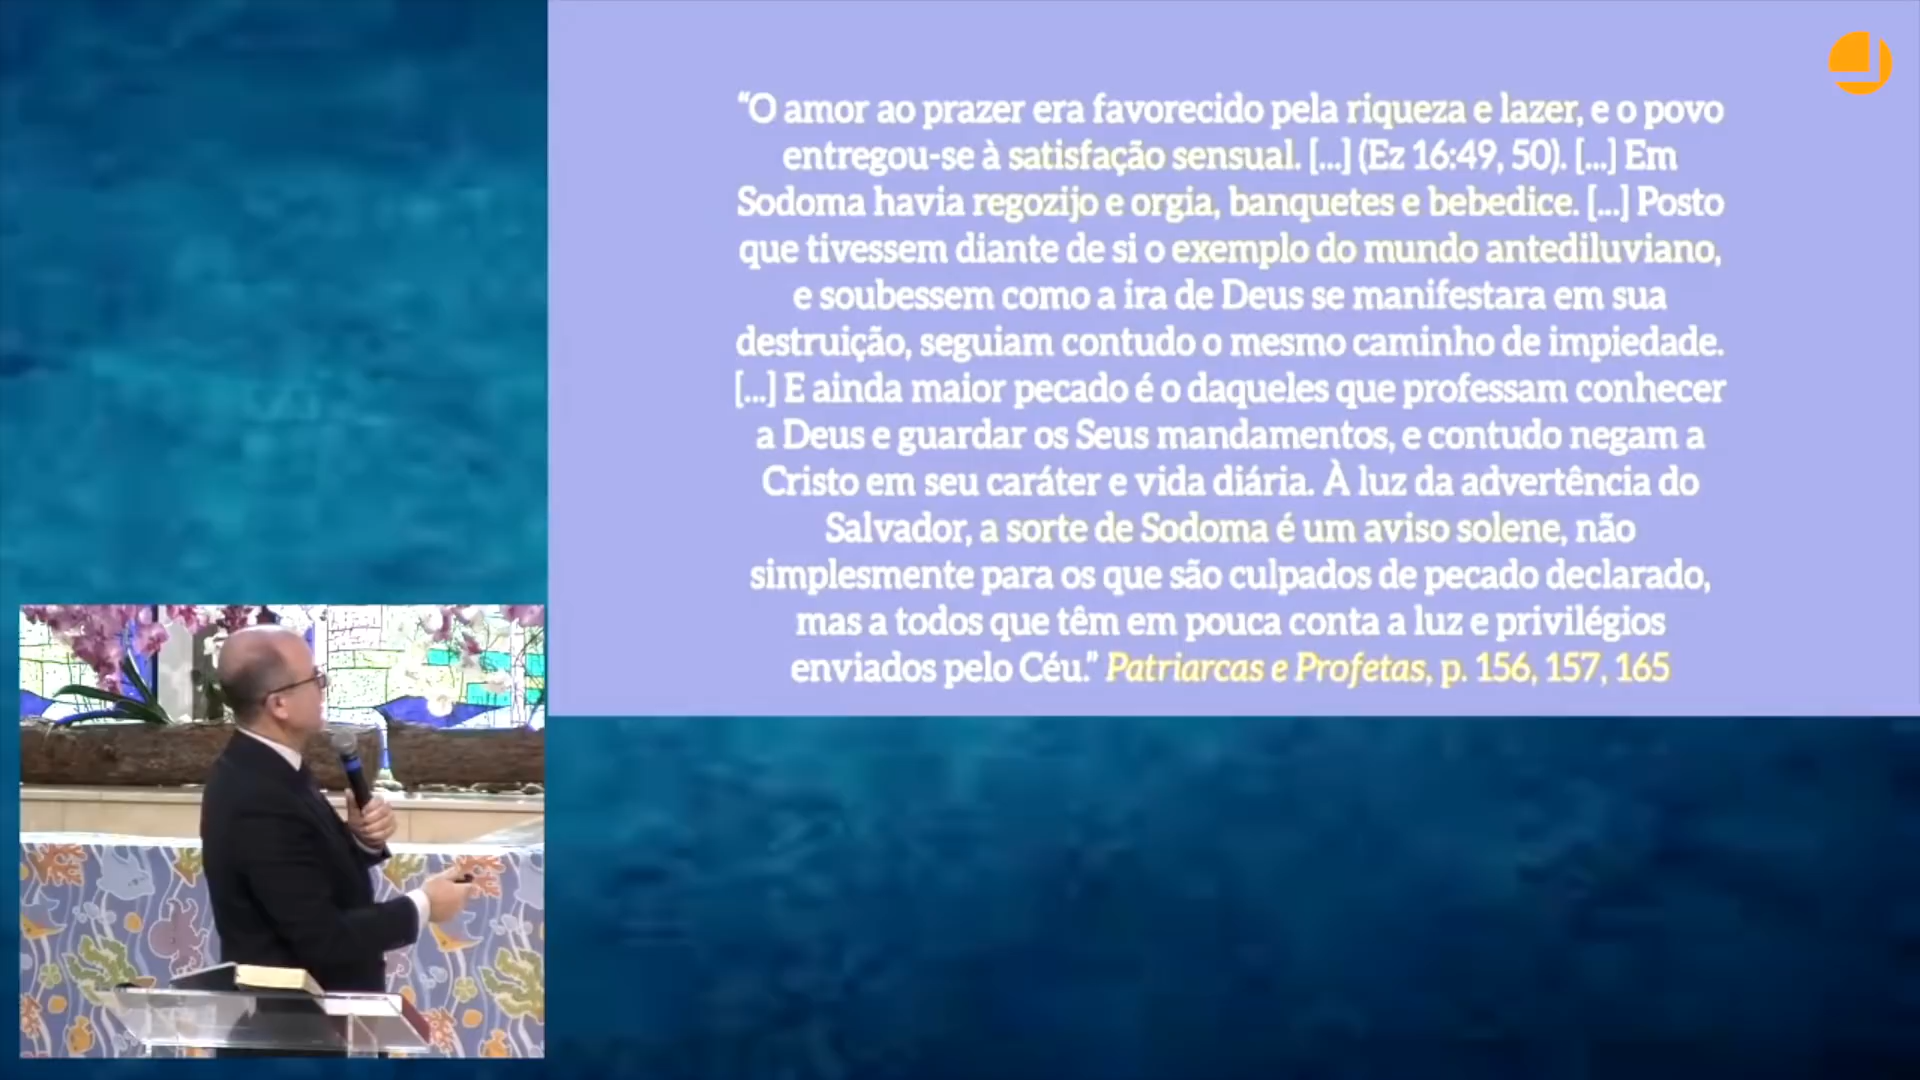 “O amor ao prazer era favorecido pela riqueza e lazer, e o povo
entregou-se à satisfação sensual. [...] (Ez 16:49, 50). [...] Em
Sodoma havia regozijo e orgia, banquetes e bebedice. [...] Posto
que tivessem diante de si o exemplo do mundo antediluviano,
e soubessem como a ira de Deus se manifestara em sua
destruição, seguiam contudo o mesmo caminho de impiedade.
[...] E ainda maior pecado é o daqueles que professam conhecer
a Deus e guardar os Seus mandamentos, e contudo negam a
Cristo em seu caráter e vida diária. À luz da advertência do
Salvador, a sorte de Sodoma é um aviso solene, não
simplesmente para os que são culpados de pecado declarado,
mas a todos que têm em pouca conta a luz e privilégios
enviados pelo Céu.” Patriarcas e Profetas, p. 156, 157, 165